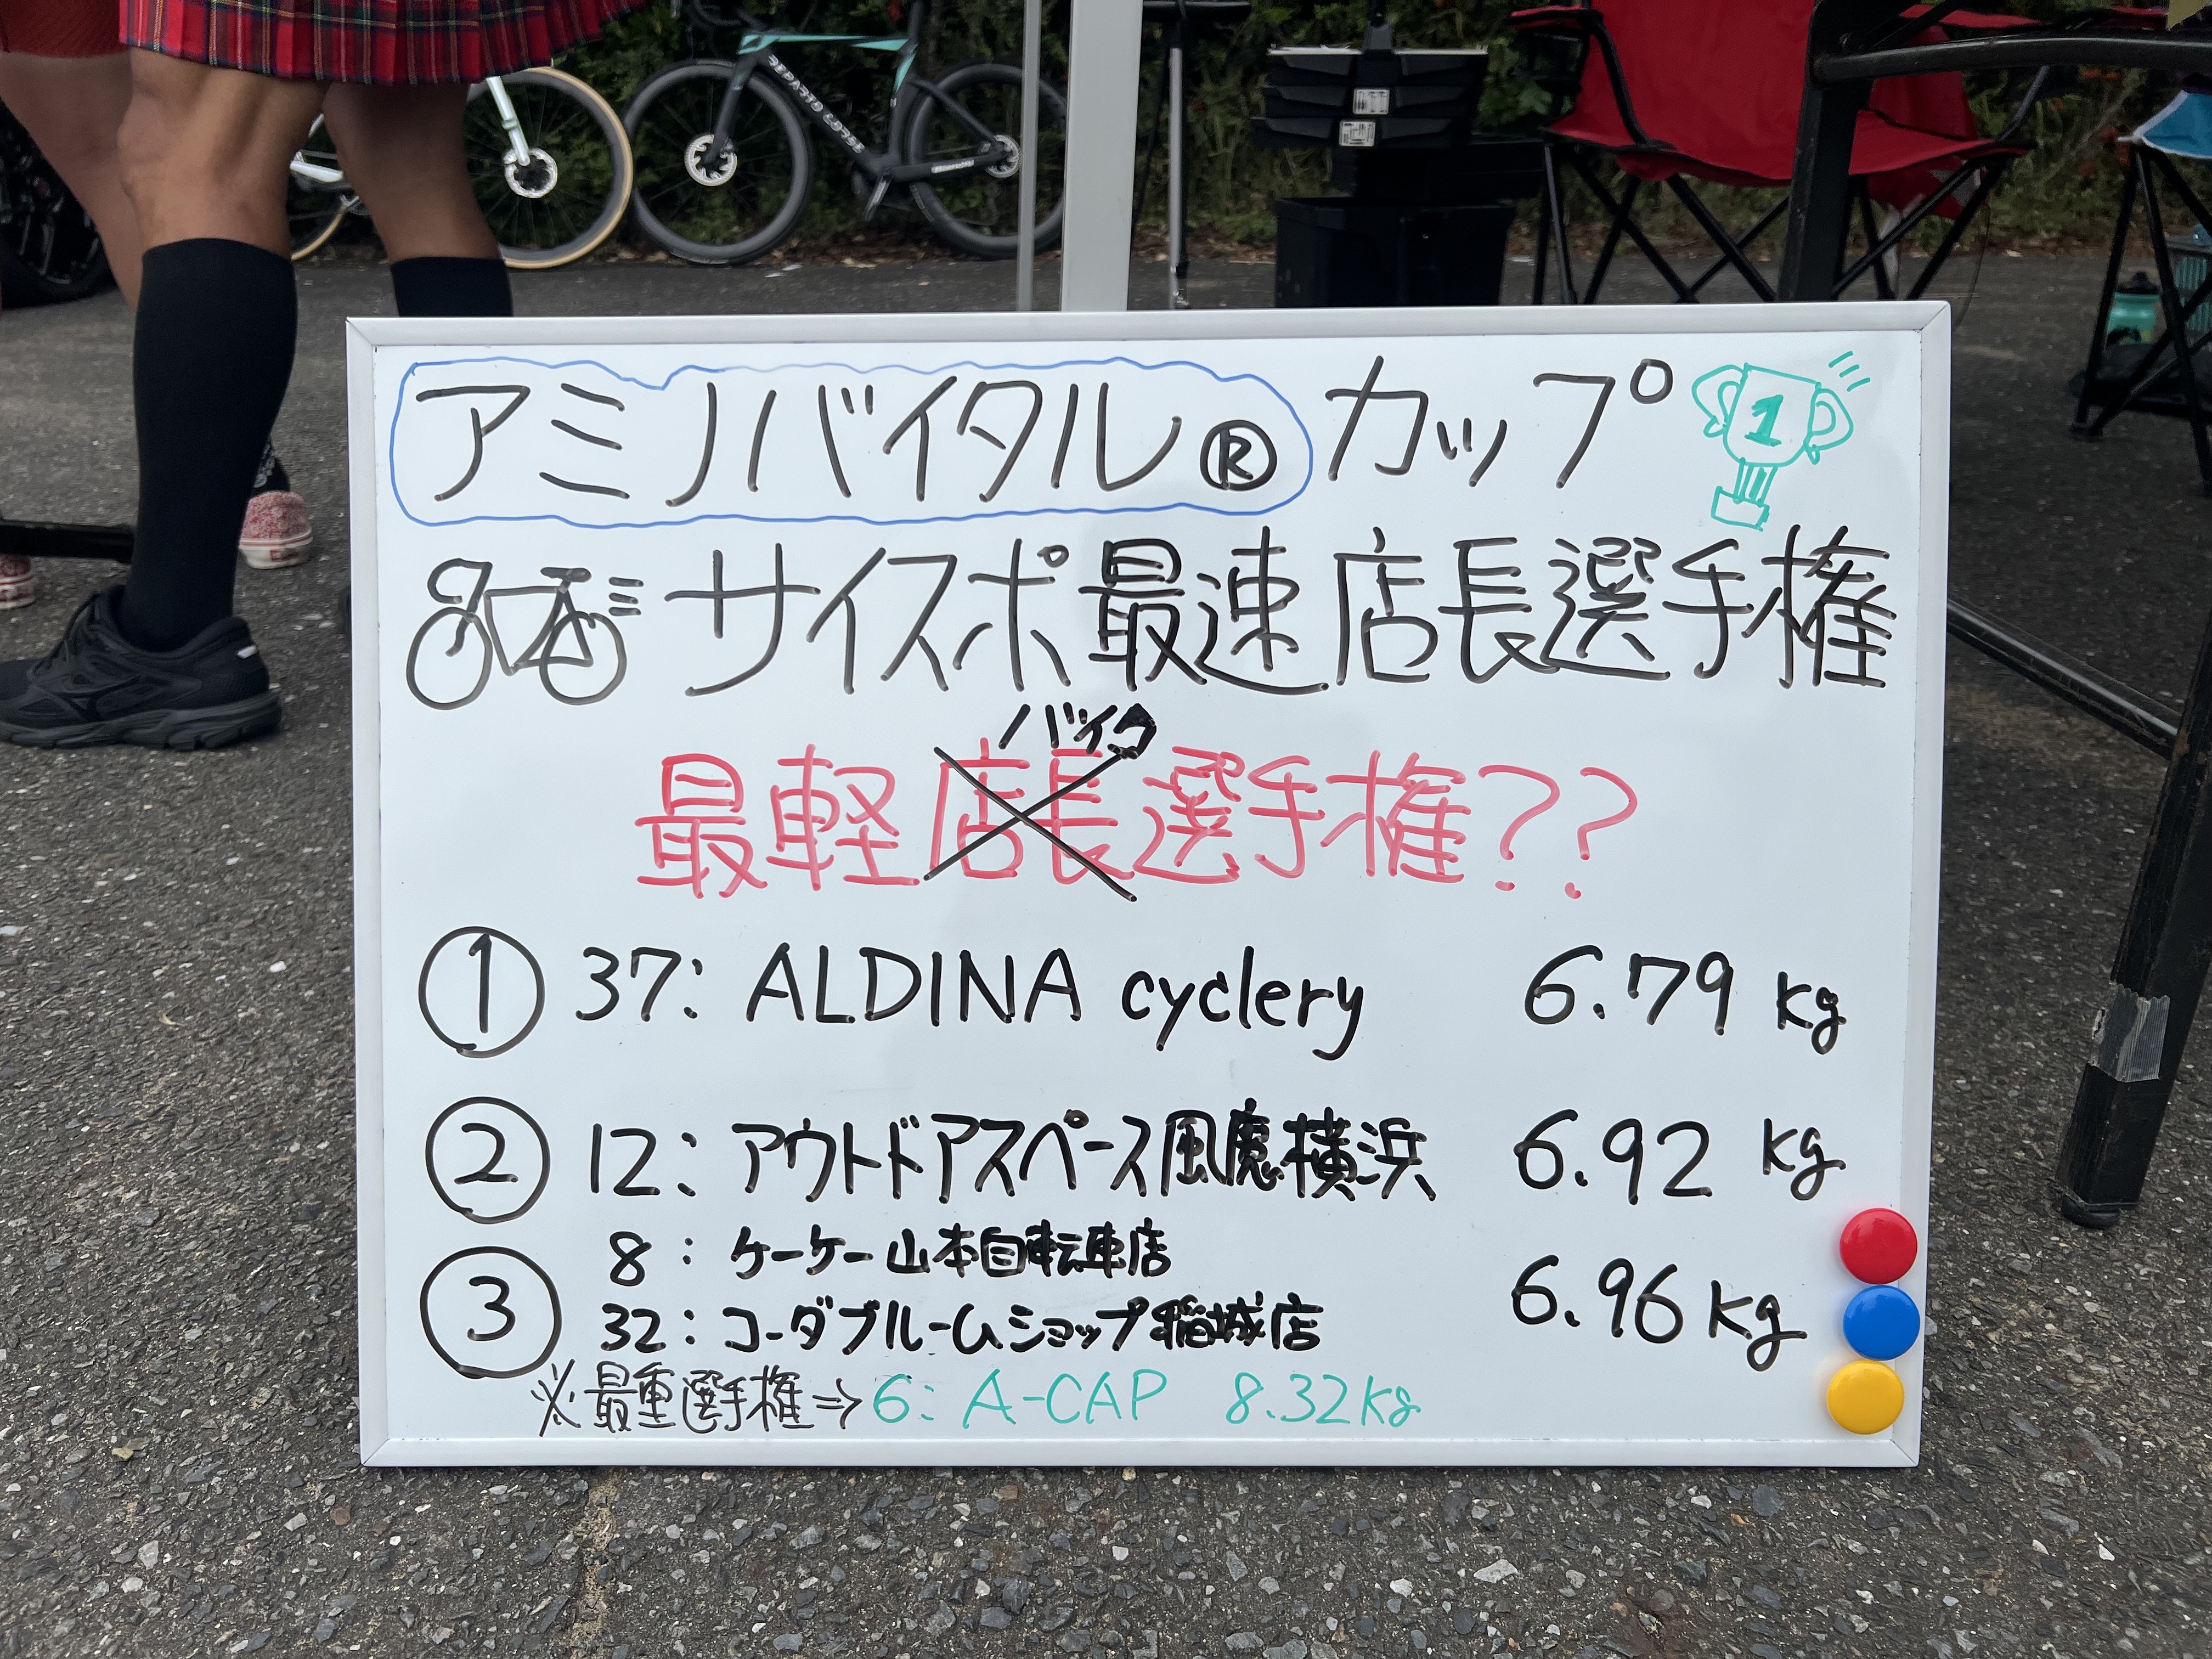 REPARTO CORSE
アミノバイタル® カップ 1
サイスポ最速店長選手権
バイク
最軽店長選手権??
① 37: ALDINA cyclery 6.79 kg
② 12: アウトドアスペース風魔横浜 6.92 kg
③ 8: ケーケー山本自転車店
32: コーダブルームショップ稲城店 6.96 kg
※最重選手権⇒6: A-CAP 8.32kg